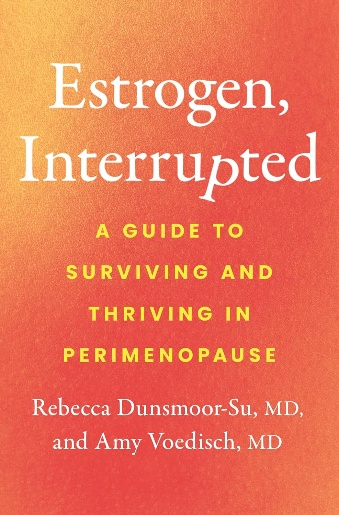 Estrogen,
Interrupted
A GUIDE TO
SURVIVING AND
THRIVING IN
PERIMENOPAUSE
Rebecca Dunsmoor-Su, MD,
and Amy Voedisch, MD